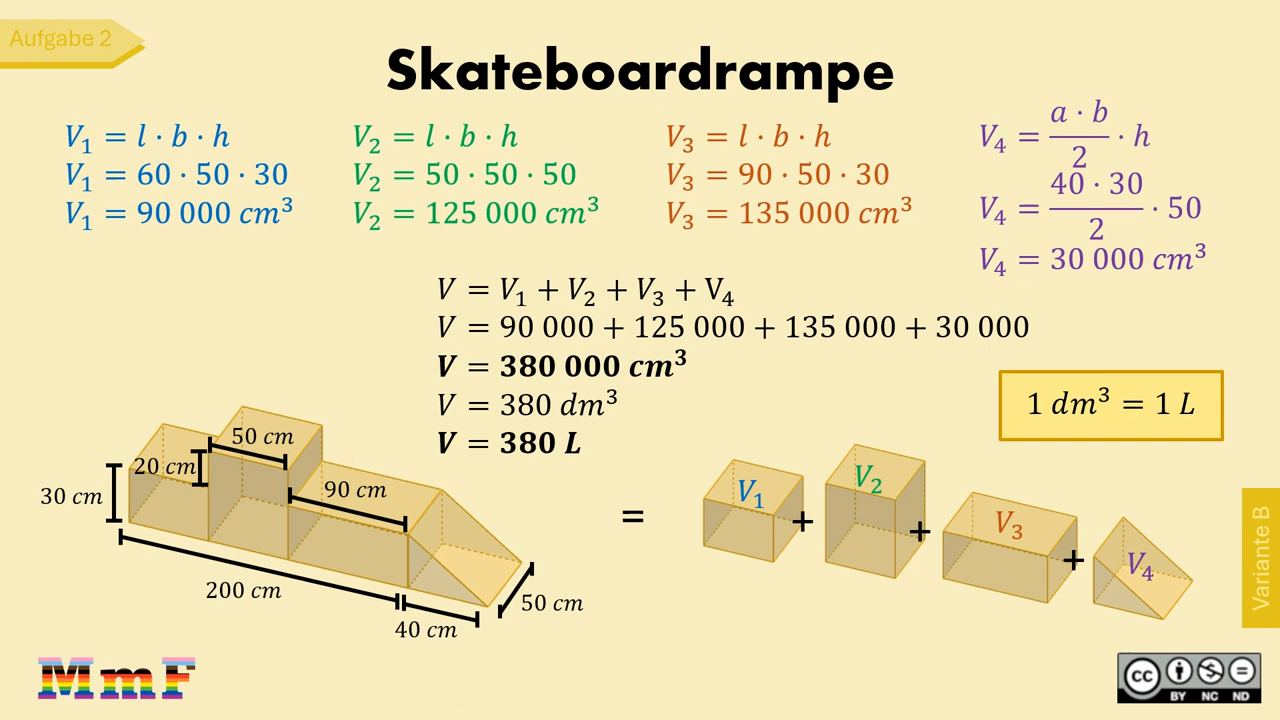 Aufgabe 2
Skateboardrampe
V₁ = l · b · h
V₁ = 60 · 50 · 30
V₁ = 90 000 cm³
V₂ = l · b · h
V₂ = 50 · 50 · 50
V₂ = 125 000 cm³
V₃ = l · b · h
V₃ = 90 · 50 · 30
V₃ = 135 000 cm³
V₄ = (a · b)/2 · h
V₄ = (40 · 30)/2 · 50
V₄ = 30 000 cm³
V = V₁ + V₂ + V₃ + V₄
V = 90 000 + 125 000 + 135 000 + 30 000
V = 380 000 cm³
V = 380 dm³
V = 380 L
1 dm³ = 1 L
50 cm
20 cm
30 cm
90 cm
200 cm
40 cm
50 cm
=
V₁
+
V₂
+
V₃
+
V₄
Variante B
MmF
CC BY NC ND